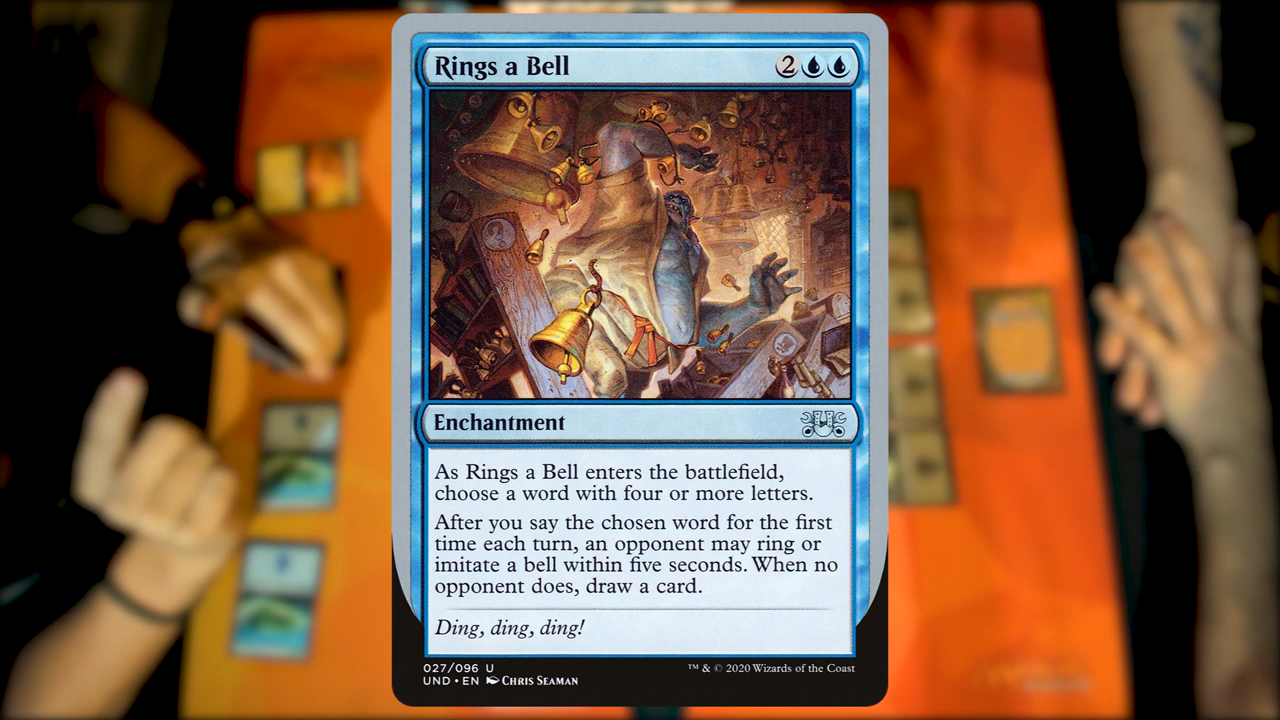 Rings a Bell 2
Enchantment
As Rings a Bell enters the battlefield,
choose a word with four or more letters.
After you say the chosen word for the first
time each turn, an opponent may ring or
imitate a bell within five seconds. When no
opponent does, draw a card.
Ding, ding, ding!
027/096 U
UND • EN Chris Seaman
™ & © 2020 Wizards of the Coast